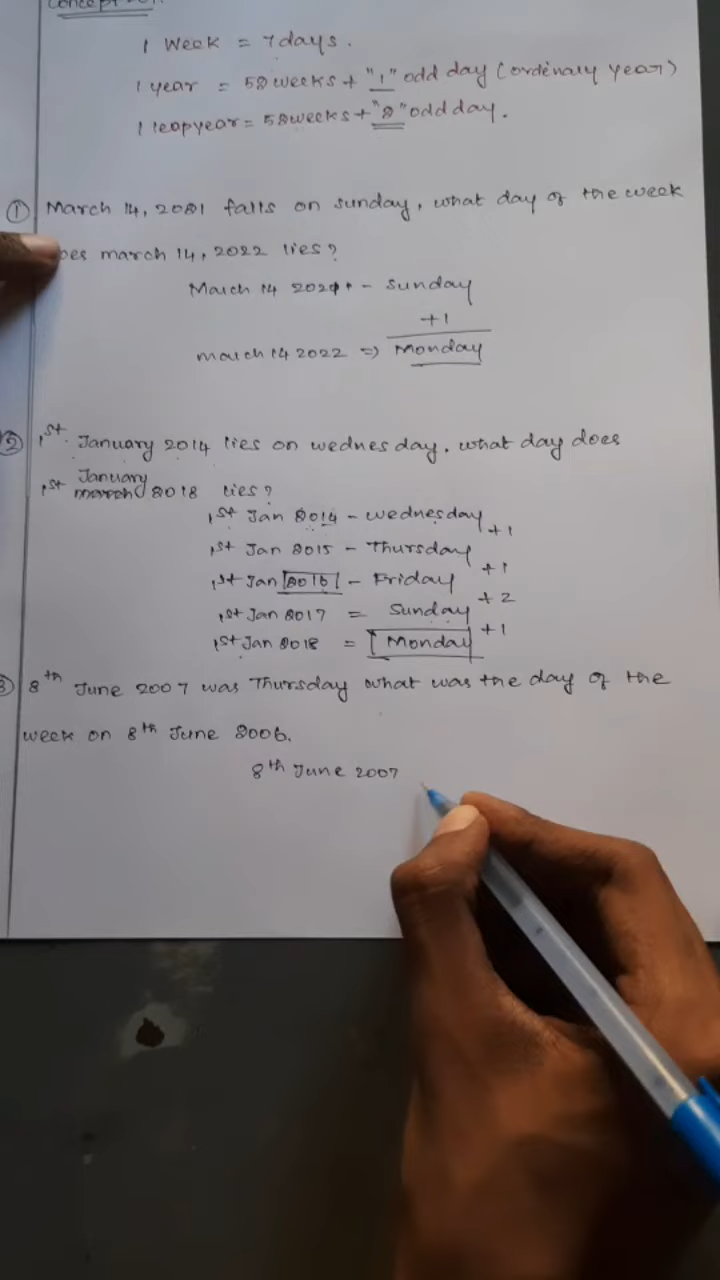 Concept
1 Week = 7days.
1 year = 52 weeks + "1" odd day (ordinary year)
1 leapyear = 52weeks + "2" odd day.
① March 14, 2021 falls on sunday, what day of the week
oes march 14, 2022 lies?
March 14 2021 - Sunday
+1
march 14 2022 => Monday
② 1st January 2014 lies on wednesday, what day does
January
1st march 2018 lies?
1st Jan 2014 - wednesday
+1
1st Jan 2015 - Thursday
+1
1st Jan 2016 - Friday
+2
1st Jan 2017 = Sunday
+1
1st Jan 2018 = Monday
3 8th June 2007 was Thursday what was the day of the
week on 8th June 2006.
8th June 2007